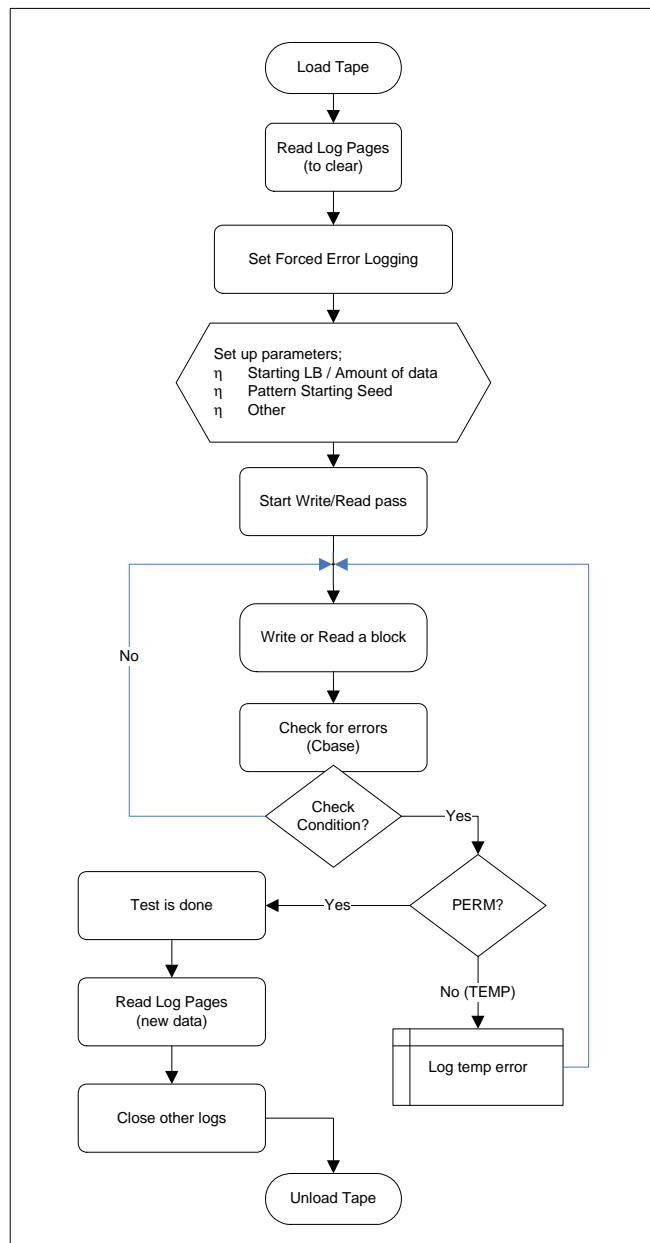 Load Tape
Read Log Pages
(to clear)
Set Forced Error Logging
Set up parameters;
η Starting LB / Amount of data
η Pattern Starting Seed
η Other
Start Write/Read pass
No
Write or Read a block
Check for errors
(Cbase)
Check
Condition?
Yes
PERM?
Yes
Test is done
No (TEMP)
Read Log Pages
(new data)
Log temp error
Close other logs
Unload Tape